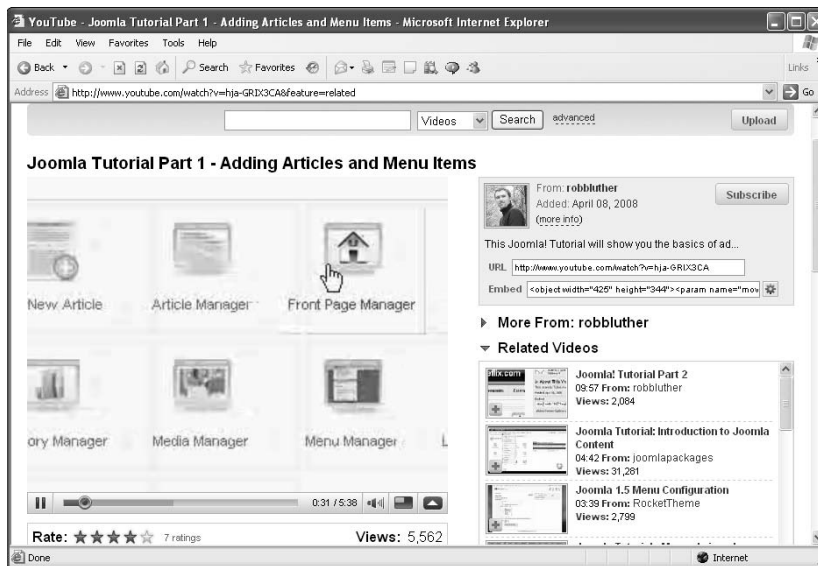 YouTube - Joomla Tutorial Part 1 - Adding Articles and Menu Items - Microsoft Internet Explorer
File Edit View Favorites Tools Help
Back Search Favorites Links
Address http://www.youtube.com/watch?v=hja-GRIX3CA&feature=related Go
Videos Search advanced Upload
Joomla Tutorial Part 1 - Adding Articles and Menu Items
From: robbluther
Added: April 08, 2008
(more info)
Subscribe
This Joomla! Tutorial will show you the basics of ad...
URL http://www.youtube.com/watch?v=hja-GRIX3CA
Embed <object width="425" height="344"><param name="mov
New Article Article Manager Front Page Manager
ory Manager Media Manager Menu Manager L
0:31 / 5:38
Rate: 7 ratings Views: 5,562
More From: robbluther
Related Videos
flix.com
Joomla! Tutorial Part 2
09:57 From: robbluther
Views: 2,084
Joomla Tutorial: Introduction to Joomla
Content
04:42 From: joomlapackages
Views: 31,281
Joomla 1.5 Menu Configuration
03:39 From: RocketTheme
Views: 2,799
Done Internet